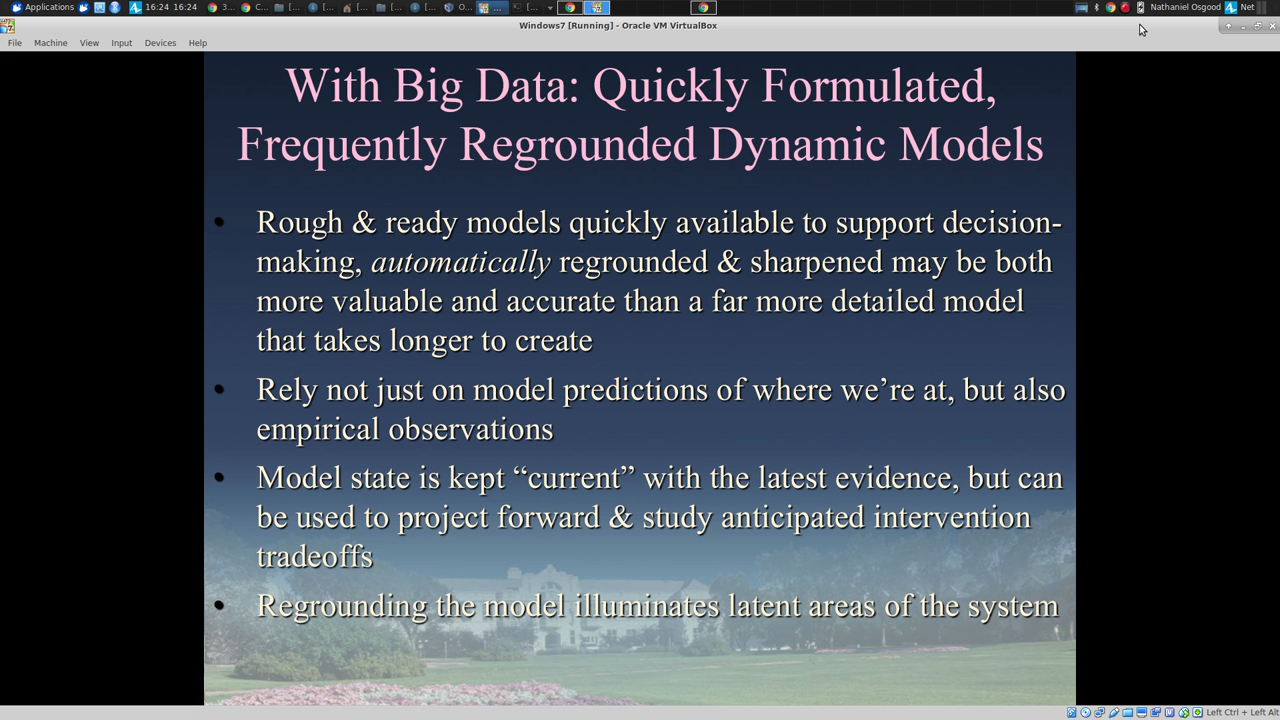 Applications
16:24 16:24
3...
C...
[...
[...
[...
[...
[...
O...
...
[...
Nathaniel Osgood
Net
Windows7 [Running] - Oracle VM VirtualBox
File Machine View Input Devices Help
With Big Data: Quickly Formulated,
Frequently Regrounded Dynamic Models
• Rough & ready models quickly available to support decision-
making, automatically regrounded & sharpened may be both
more valuable and accurate than a far more detailed model
that takes longer to create
• Rely not just on model predictions of where we’re at, but also
empirical observations
• Model state is kept “current” with the latest evidence, but can
be used to project forward & study anticipated intervention
tradeoffs
• Regrounding the model illuminates latent areas of the system
Left Ctrl + Left Alt